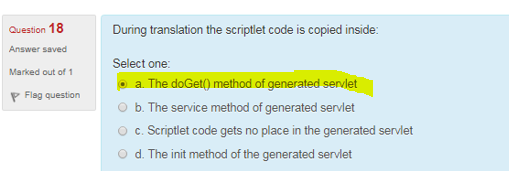 Question 18
Answer saved
Marked out of 1
Flag question
During translation the scriptlet code is copied inside:
Select one:
a. The doGet() method of generated servlet
b. The service method of generated servlet
c. Scriptlet code gets no place in the generated servlet
d. The init method of the generated servlet